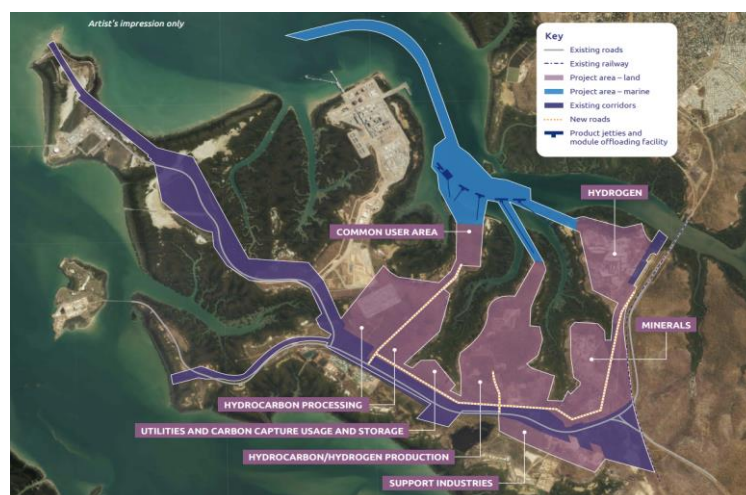 Artist's impression only
Key
Existing roads
Existing railway
Project area – land
Project area – marine
Existing corridors
New roads
Product jetties and
module offloading facility
HYDROGEN
COMMON USER AREA
MINERALS
HYDROCARBON PROCESSING
UTILITIES AND CARBON CAPTURE USAGE AND STORAGE
HYDROCARBON/HYDROGEN PRODUCTION
SUPPORT INDUSTRIES